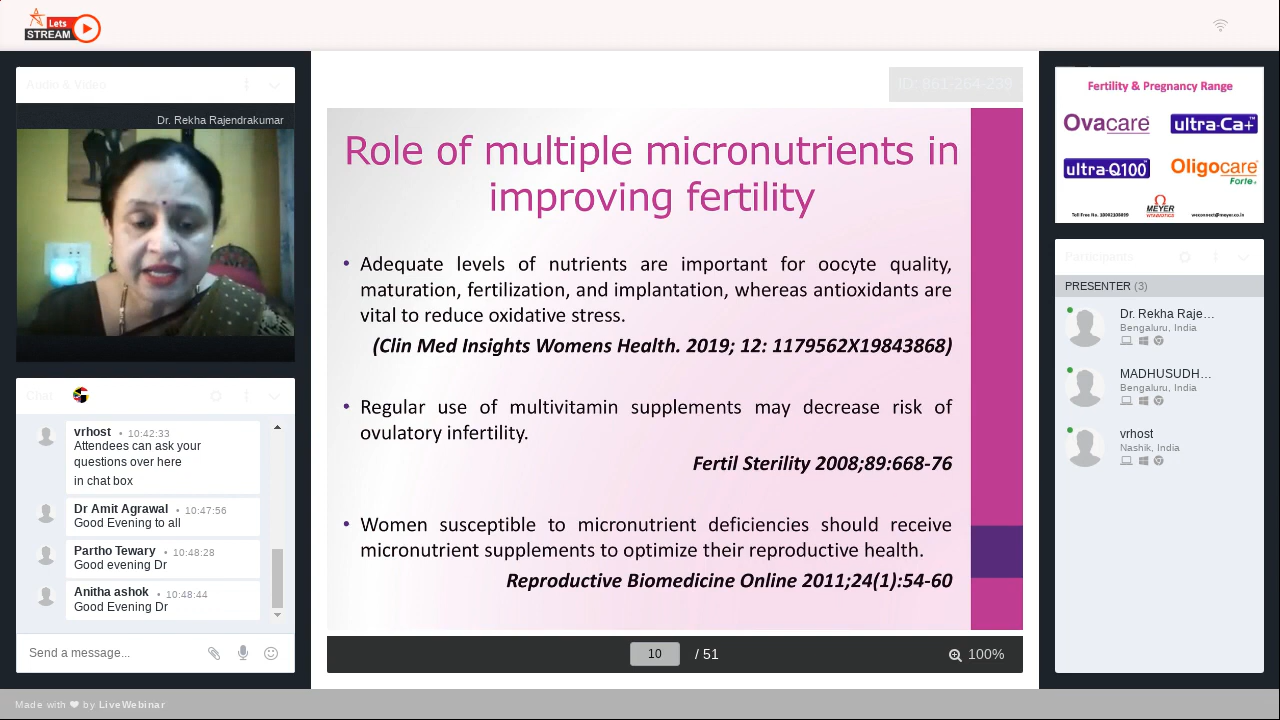 Lets
STREAM
Audio & Video
Dr. Rekha Rajendrakumar
Chat
vrhost • 10:42:33
Attendees can ask your
questions over here
in chat box
Dr Amit Agrawal • 10:47:56
Good Evening to all
Partho Tewary • 10:48:28
Good evening Dr
Anitha ashok • 10:48:44
Good Evening Dr
Send a message...
Role of multiple micronutrients in
improving fertility
• Adequate levels of nutrients are important for oocyte quality,
maturation, fertilization, and implantation, whereas antioxidants are
vital to reduce oxidative stress.
(Clin Med Insights Womens Health. 2019; 12: 1179562X19843868)
• Regular use of multivitamin supplements may decrease risk of
ovulatory infertility.
Fertil Sterility 2008;89:668-76
• Women susceptible to micronutrient deficiencies should receive
micronutrient supplements to optimize their reproductive health.
Reproductive Biomedicine Online 2011;24(1):54-60
10 / 51
100%
Fertility & Pregnancy Range
Ovacare
ultra-Ca+
ultra-Q100
Oligocare
Forte
MEYER
VITABIOTICS
weconnect@meyer.co.in
Participants
PRESENTER (3)
Dr. Rekha Raje...
Bengaluru, India
MADHUSUDH...
Bengaluru, India
vrhost
Nashik, India
Made with ❤ by LiveWebinar